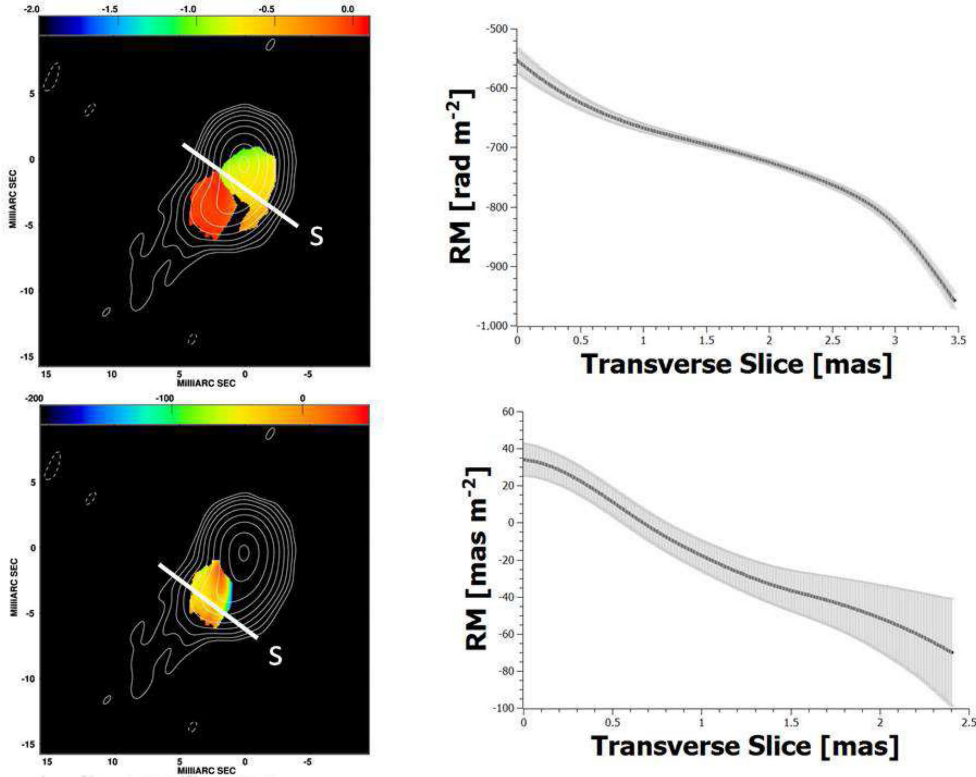 -2.0 -1.5 -1.0 -0.5 0.0
5
0
-5
-10
-15
MilliARC SEC
15 10 5 0 -5
MilliARC SEC
S
-500
-600
-700
-800
-900
-1.000
RM [rad m-2]
0 0.5 1 1.5 2 2.5 3 3.5
Transverse Slice [mas]
-200 -100 0
5
0
-5
-10
-15
MilliARC SEC
15 10 5 0 -5
MilliARC SEC
S
60
40
20
0
-20
-40
-60
-80
-100
RM [mas m-2]
0 0.5 1 1.5 2 2.5
Transverse Slice [mas]